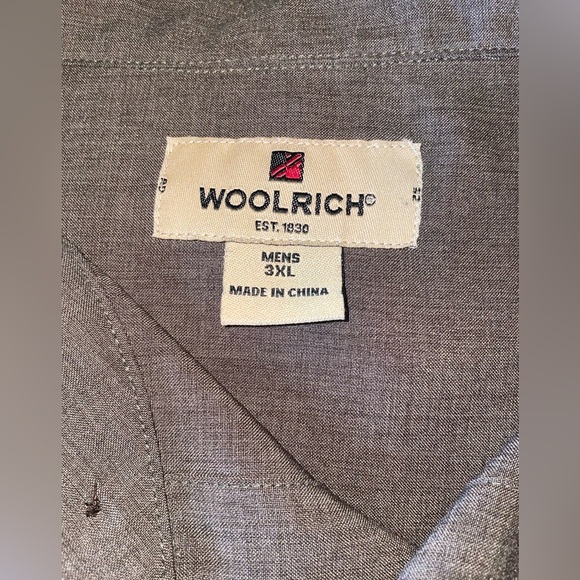 WOOLRICH®
EST. 1830
MENS
3XL
MADE IN CHINA